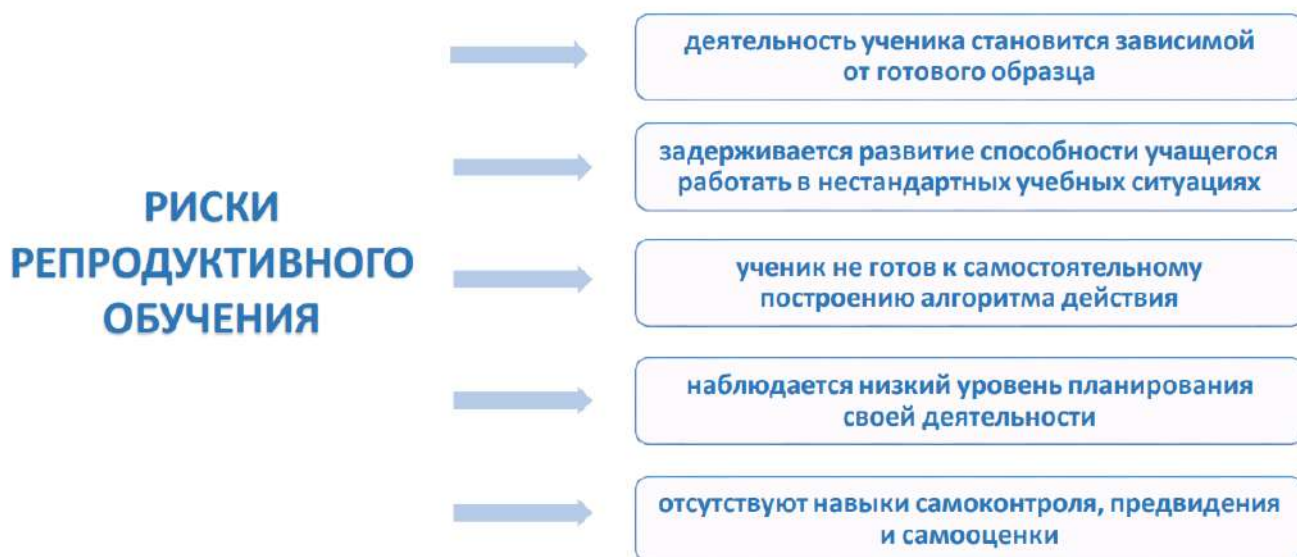 РИСКИ
РЕПРОДУКТИВНОГО
ОБУЧЕНИЯ
деятельность ученика становится зависимой
от готового образца
задерживается развитие способности учащегося
работать в нестандартных учебных ситуациях
ученик не готов к самостоятельному
построению алгоритма действия
наблюдается низкий уровень планирования
своей деятельности
отсутствуют навыки самоконтроля, предвидения
и самооценки